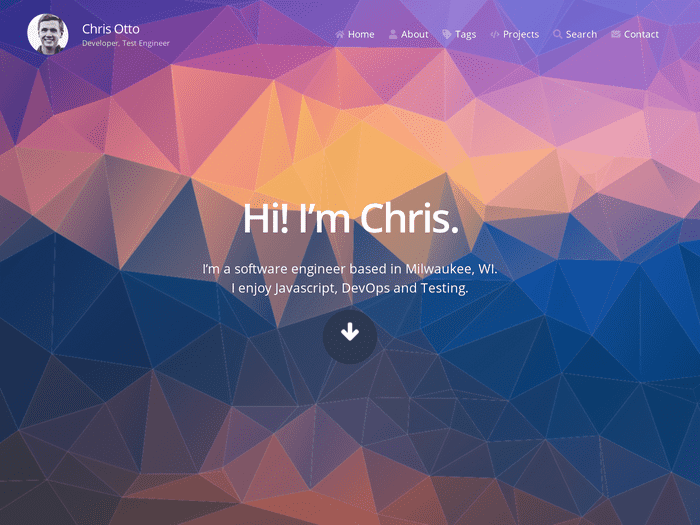 Chris Otto
Developer. Test Engineer
Home
About
Tags
Projects
Search
Contact
Hi! I'm Chris.
I'm a software engineer based in Milwaukee, WI.
I enjoy Javascript, DevOps and Testing.